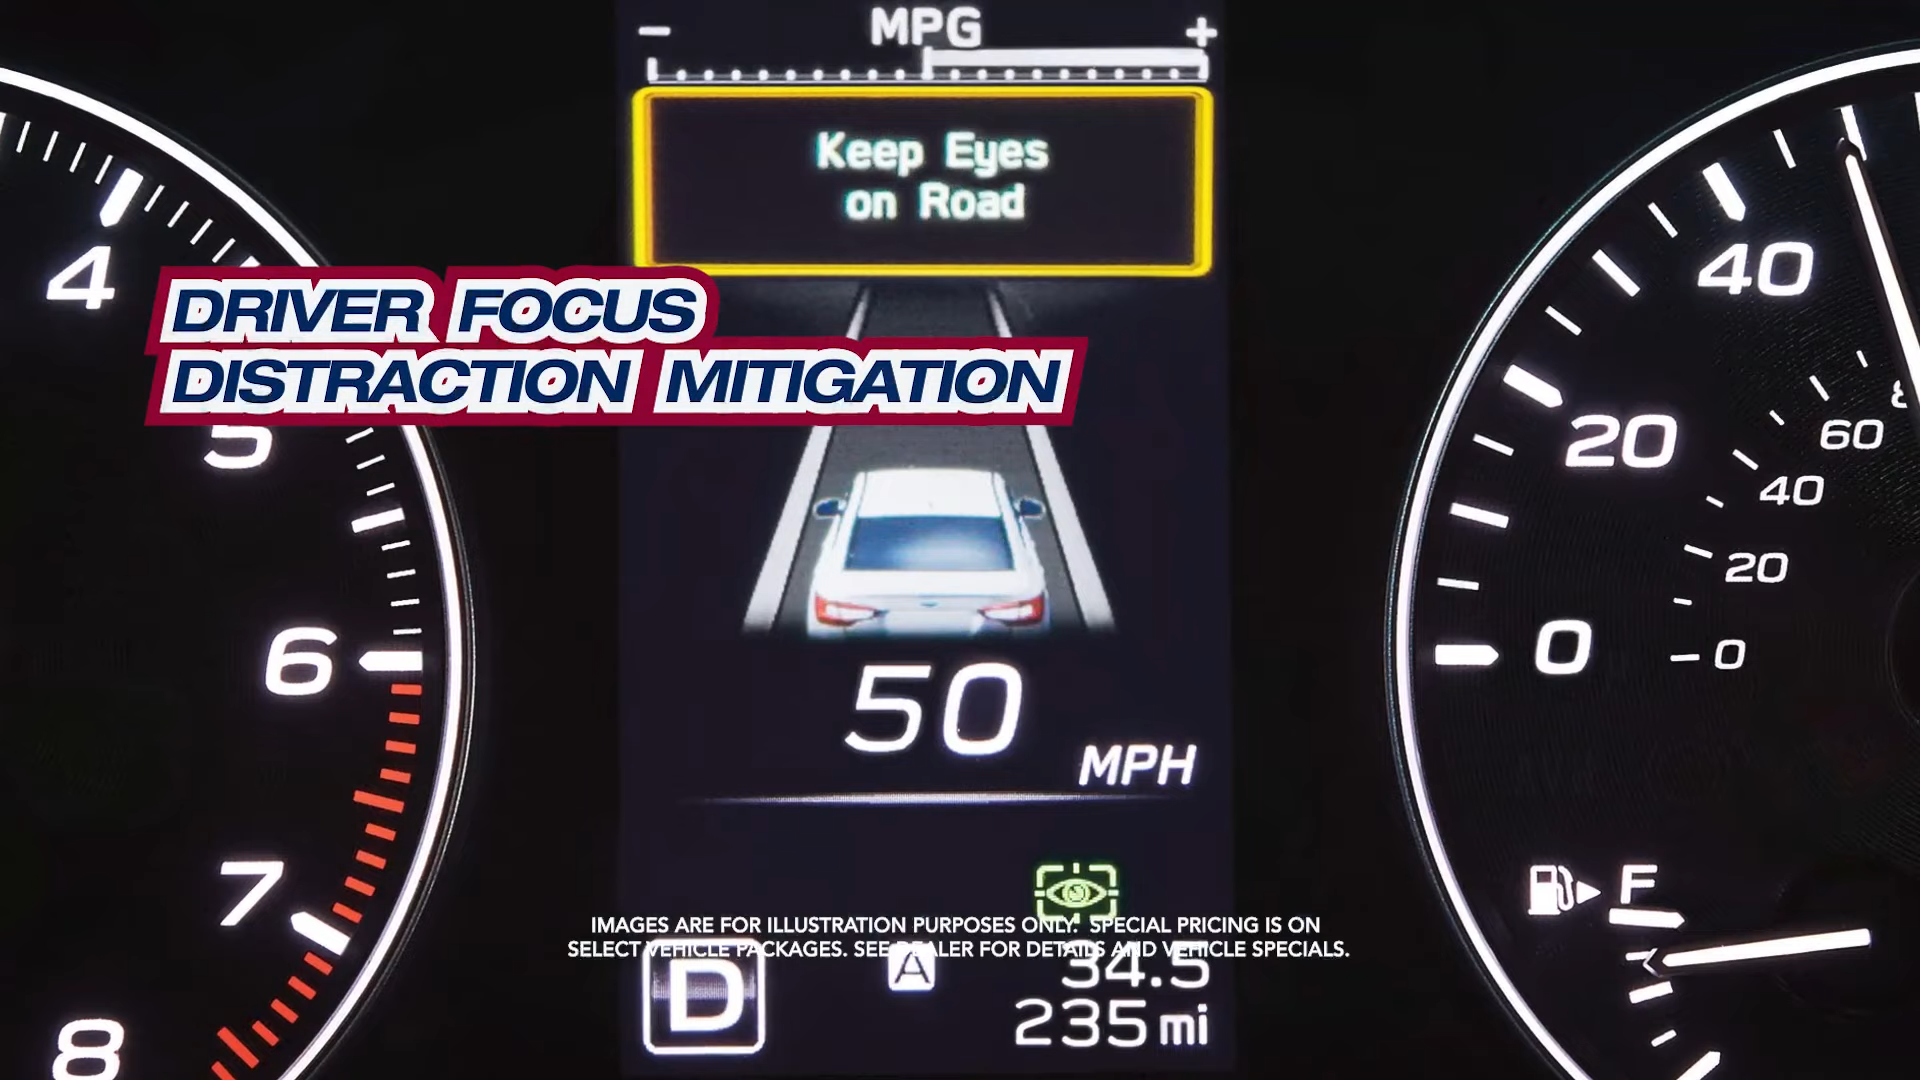 MPG
Keep Eyes
on Road
DRIVER FOCUS
DISTRACTION MITIGATION
4
5
6
7
8
50
MPH
40
20
0
60
40
20
0
F
IMAGES ARE FOR ILLUSTRATION PURPOSES ONLY. SPECIAL PRICING IS ON
SELECT VEHICLE PACKAGES. SEE DEALER FOR DETAILS AND VEHICLE SPECIALS.
D
A
34.5
235 mi